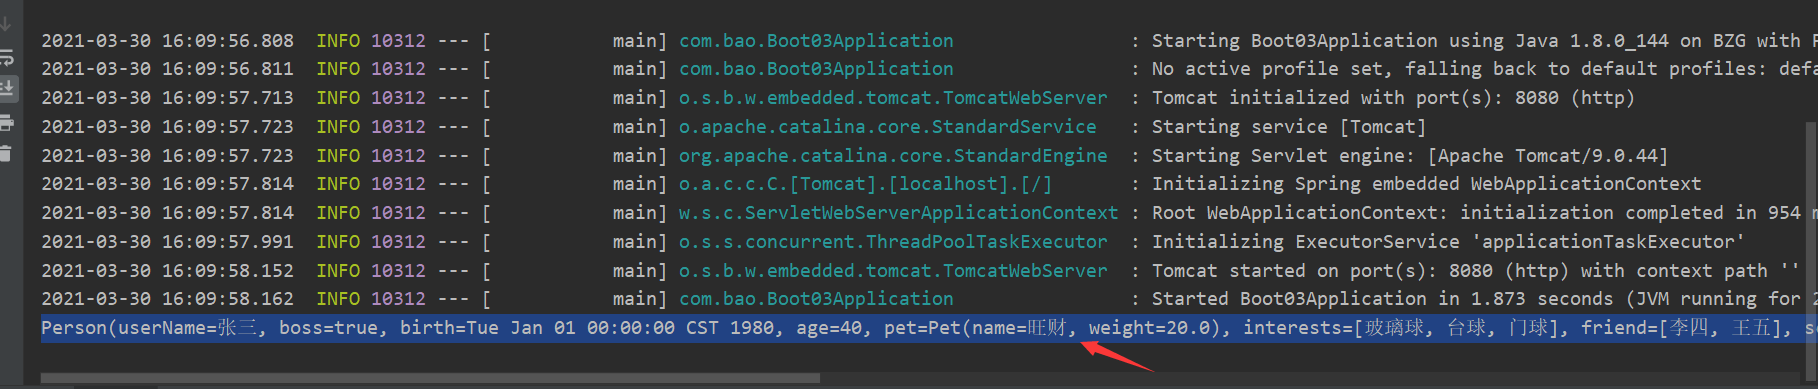 2021-03-30 16:09:56.808  INFO 10312 --- [           main] com.bao.Boot03Application                : Starting Boot03Application using Java 1.8.0_144 on BZG with
2021-03-30 16:09:56.811  INFO 10312 --- [           main] com.bao.Boot03Application                : No active profile set, falling back to default profiles:
2021-03-30 16:09:57.713  INFO 10312 --- [           main] o.s.b.w.embedded.tomcat.TomcatWebServer  : Tomcat initialized with port(s): 8080 (http)
2021-03-30 16:09:57.723  INFO 10312 --- [           main] o.apache.catalina.core.StandardService   : Starting service [Tomcat]
2021-03-30 16:09:57.723  INFO 10312 --- [           main] org.apache.catalina.core.StandardEngine  : Starting Servlet engine: [Apache Tomcat/9.0.44]
2021-03-30 16:09:57.814  INFO 10312 --- [           main] o.a.c.c.C.[Tomcat].[localhost].[/]       : Initializing Spring embedded WebApplicationContext
2021-03-30 16:09:57.814  INFO 10312 --- [           main] w.s.c.ServletWebServerApplicationContext : Root WebApplicationContext: initialization completed in 954
2021-03-30 16:09:57.991  INFO 10312 --- [           main] o.s.s.concurrent.ThreadPoolTaskExecutor  : Initializing ExecutorService 'applicationTaskExecutor'
2021-03-30 16:09:58.152  INFO 10312 --- [           main] o.s.b.w.embedded.tomcat.TomcatWebServer  : Tomcat started on port(s): 8080 (http) with context path ''
2021-03-30 16:09:58.162  INFO 10312 --- [           main] com.bao.Boot03Application                : Started Boot03Application in 1.873 seconds (JVM running for
Person(userName=张三, boss=true, birth=Tue Jan 01 00:00:00 CST 1980, age=40, pet=Pet(name=旺财, weight=20.0), interests=[玻璃球, 台球, 门球], friend=[李四, 王五],